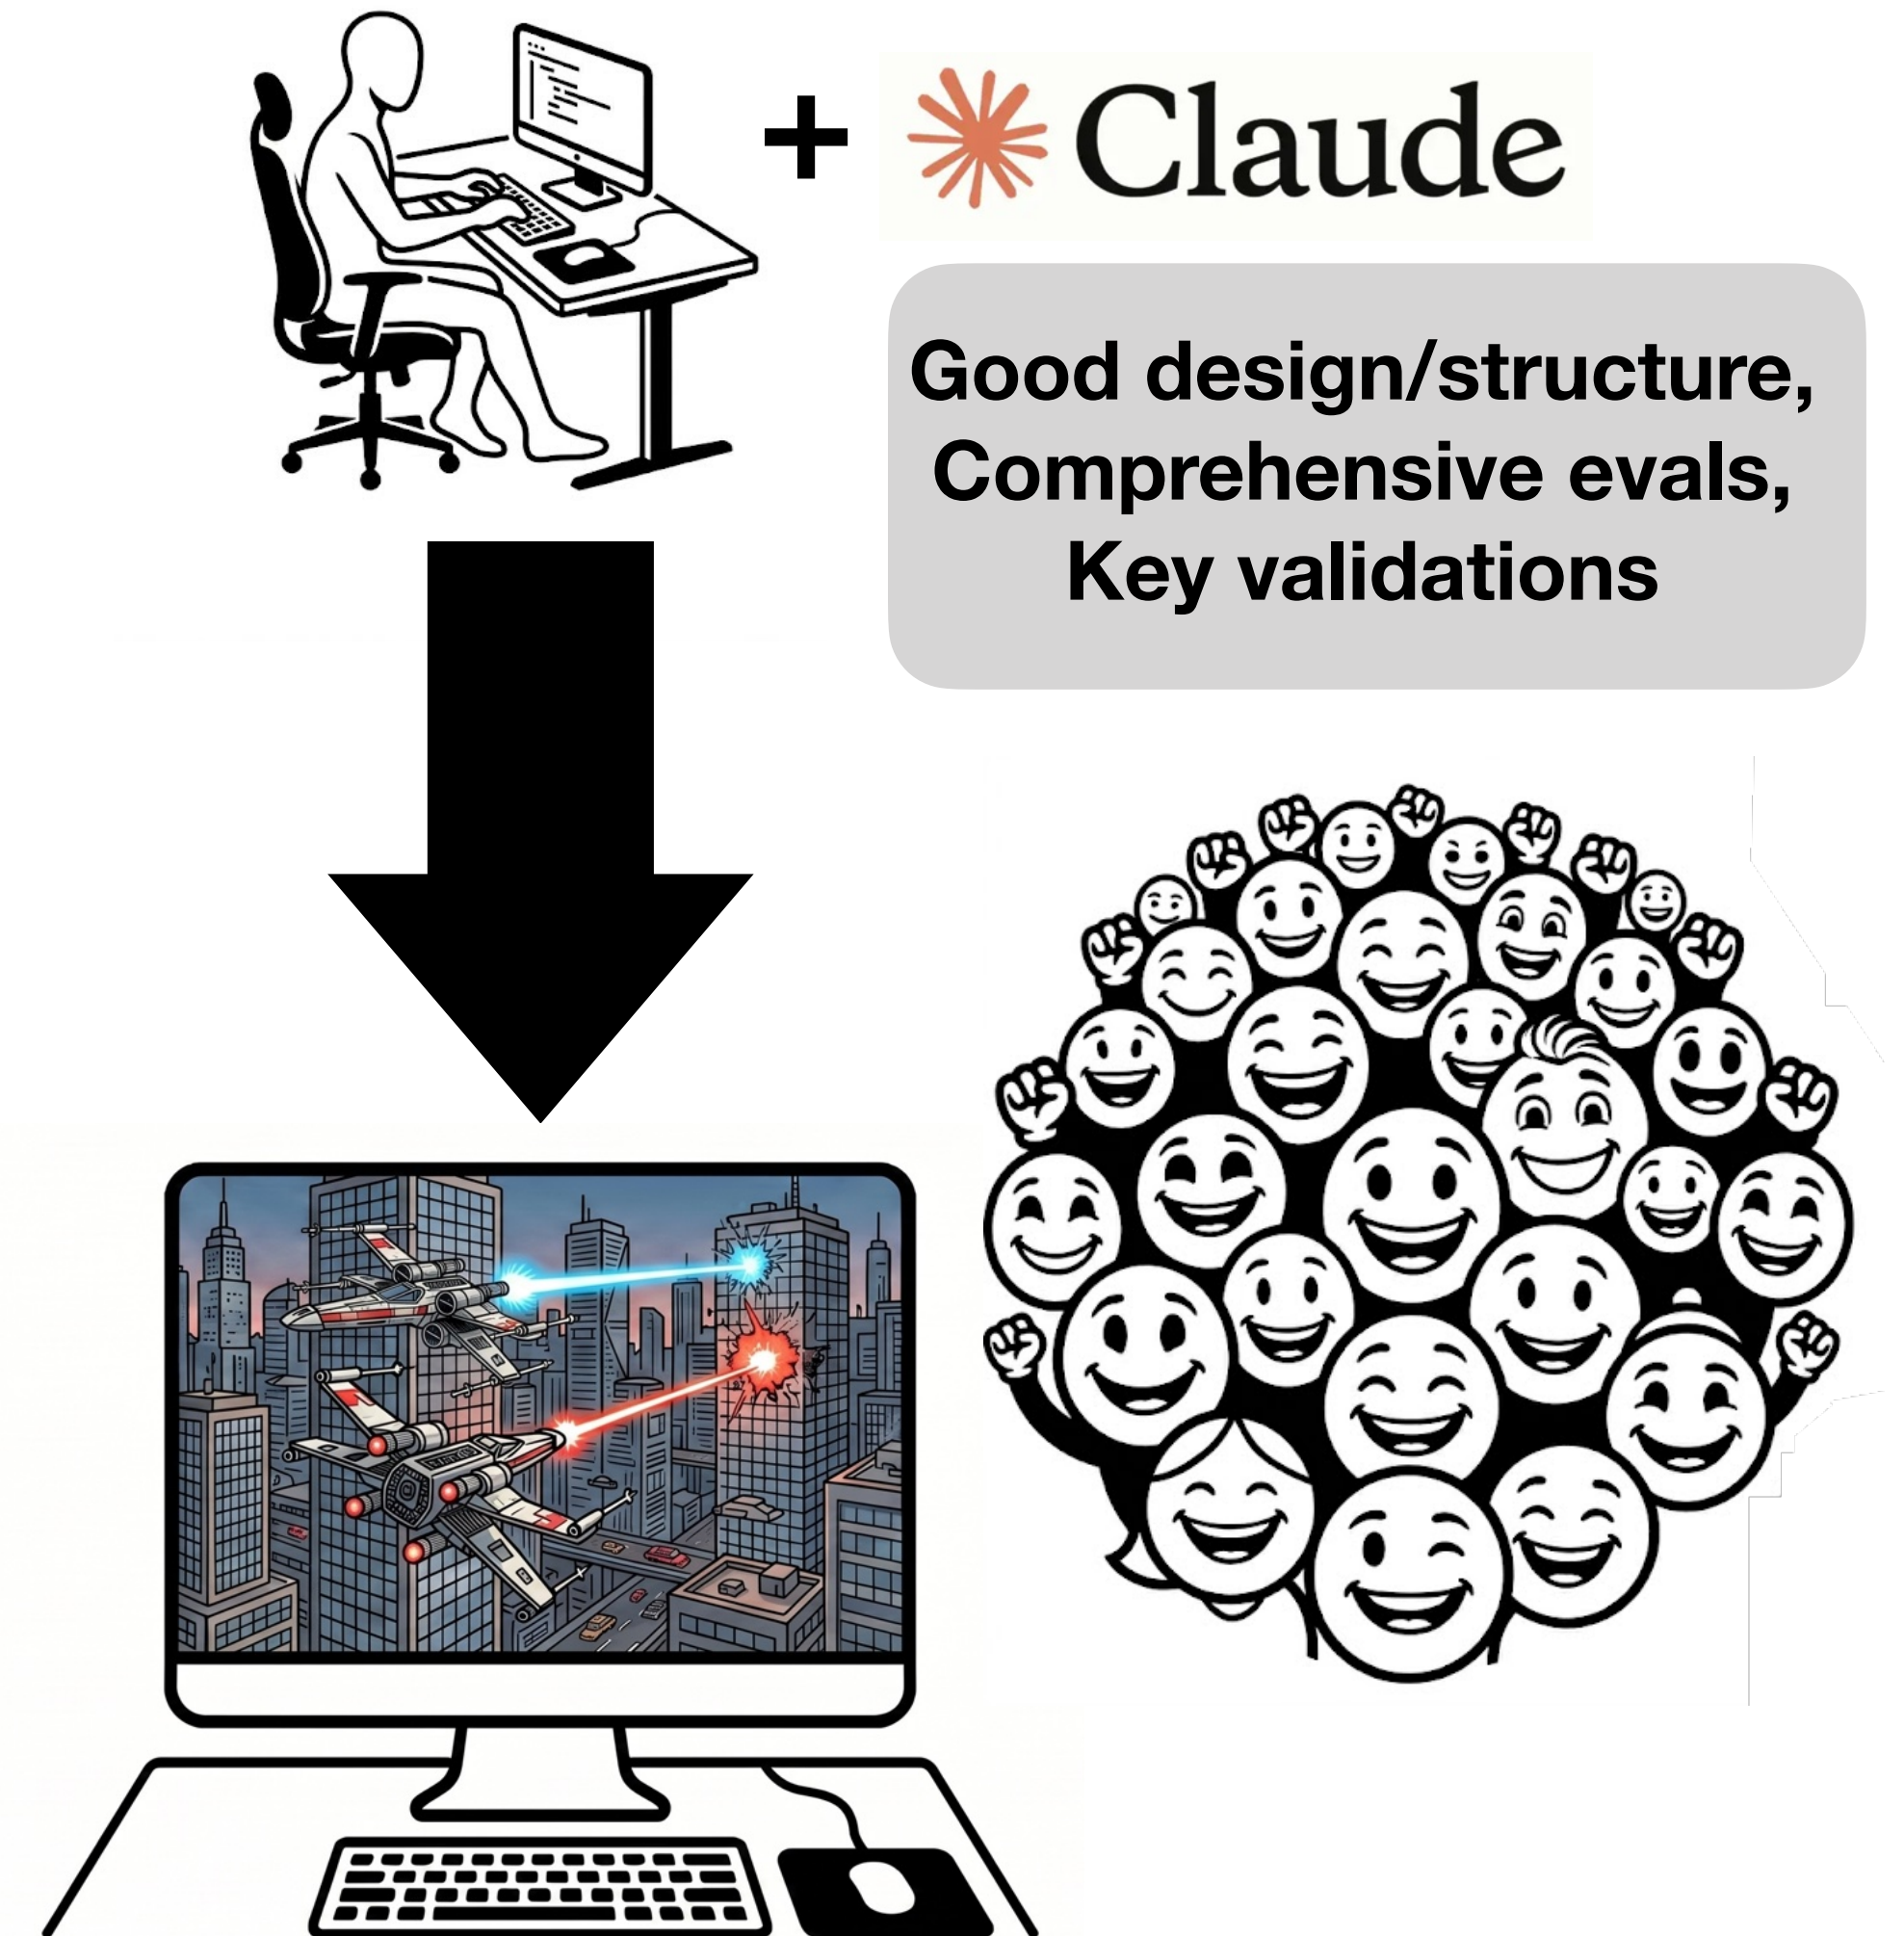 + Claude
Good design/structure,
Comprehensive evals,
Key validations